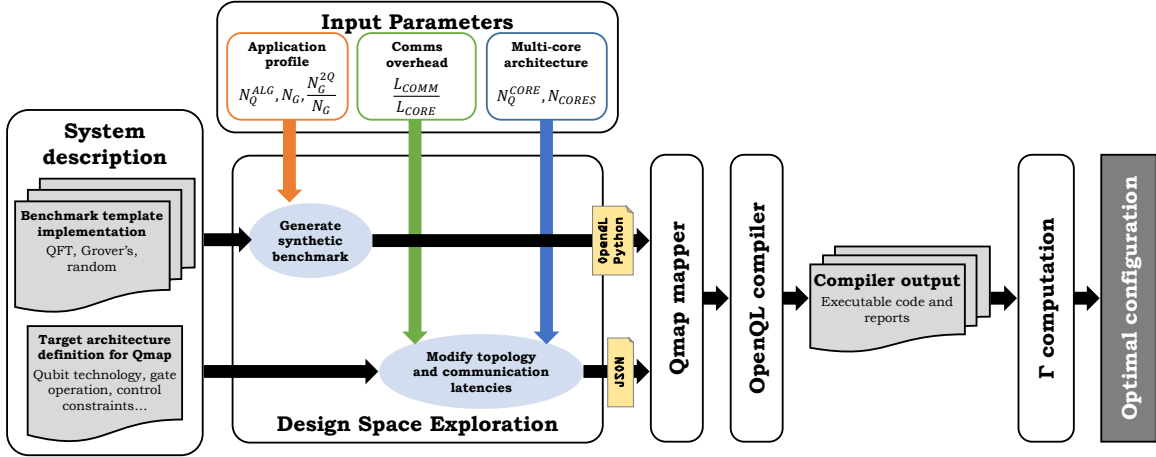 Input Parameters
Application
profile
N_Q^{ALG}, N_G, \frac{N_G^{2Q}}{N_G}
Comms
overhead
\frac{L_{COMM}}{L_{CORE}}
Multi-core
architecture
N_Q^{CORE}, N_{CORES}
System
description
Benchmark template
implementation
QFT, Grover's,
random
Target architecture
definition for Qmap
Qubit technology, gate
operation, control
constraints...
Generate
synthetic
benchmark
Modify topology
and communication
latencies
Design Space Exploration
OpenQL
Python
JSON
Qmap mapper
OpenQL compiler
Compiler output
Executable code and
reports
Γ computation
Optimal configuration